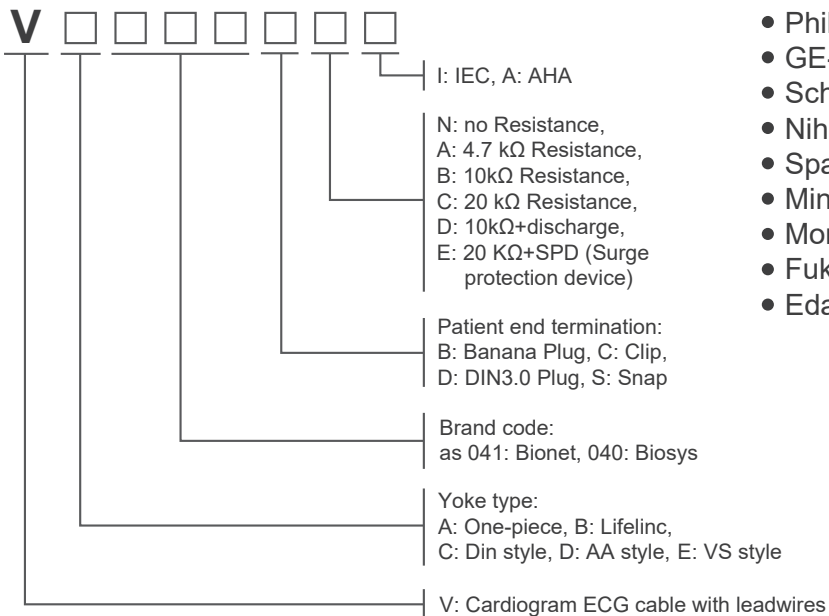 V □ □ □ □ □ □ □
I: IEC, A: AHA
N: no Resistance,
A: 4.7 kΩ Resistance,
B: 10kΩ Resistance,
C: 20 kΩ Resistance,
D: 10kΩ+discharge,
E: 20 KΩ+SPD (Surge
protection device)
Patient end termination:
B: Banana Plug, C: Clip,
D: DIN3.0 Plug, S: Snap
Brand code:
as 041: Bionet, 040: Biosys
Yoke type:
A: One-piece, B: Lifelinc,
C: Din style, D: AA style, E: VS style
V: Cardiogram ECG cable with leadwires